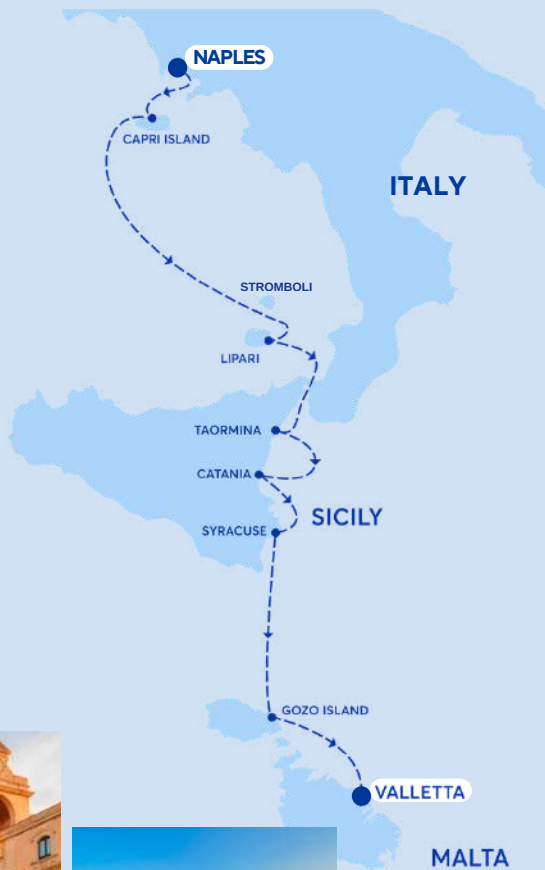 NAPLES
CAPRI ISLAND
ITALY
STROMBOLI
LIPARI
TAORMINA
CATANIA
SICILY
SYRACUSE
GOZO ISLAND
VALLETTA
MALTA